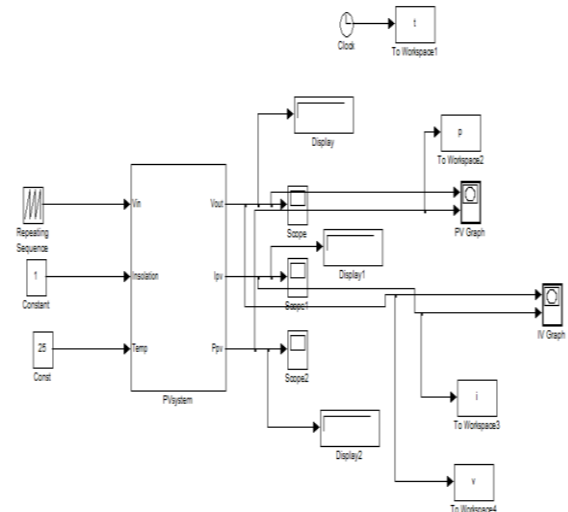 Clock
t
To Workspace1
Display
p
To Workspace2
Repeating
Sequence
Vin
Vout
Scope
PV Graph
Display1
1
Constant
Insolation
Ipv
Scope1
IV Graph
25
Const
Temp
Ppv
Scope2
PVsystem
i
To Workspace3
Display2
v
To Workspace4